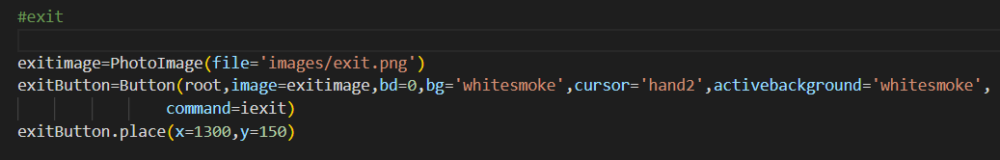 #exit
exitimage=PhotoImage(file='images/exit.png')
exitButton=Button(root,image=exitimage,bd=0,bg='whitesmoke',cursor='hand2',activebackground='whitesmoke',
command=iexit)
exitButton.place(x=1300,y=150)